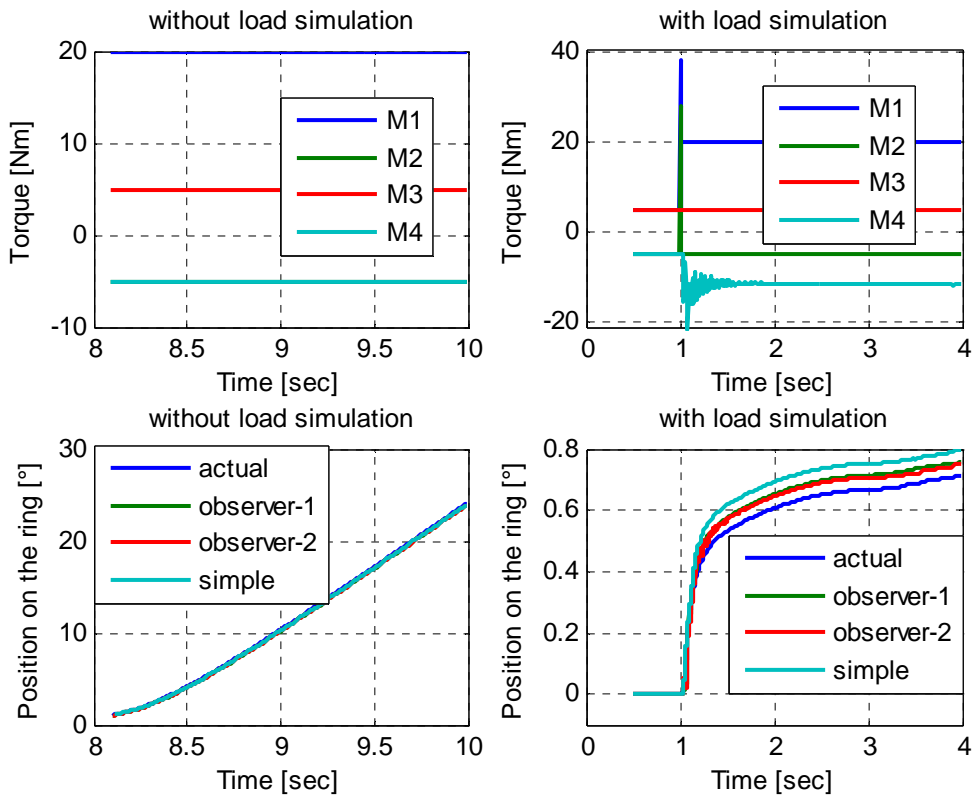 without load simulation
20
10
0
-10
Torque [Nm]
M1
M2
M3
M4
8
8.5
9
9.5
10
Time [sec]
with load simulation
40
20
0
-20
Torque [Nm]
M1
M2
M3
M4
0
1
2
3
4
Time [sec]
without load simulation
30
20
10
0
Position on the ring [°]
actual
observer-1
observer-2
simple
8
8.5
9
9.5
10
Time [sec]
with load simulation
0.8
0.6
0.4
0.2
0
Position on the ring [°]
actual
observer-1
observer-2
simple
0
1
2
3
4
Time [sec]